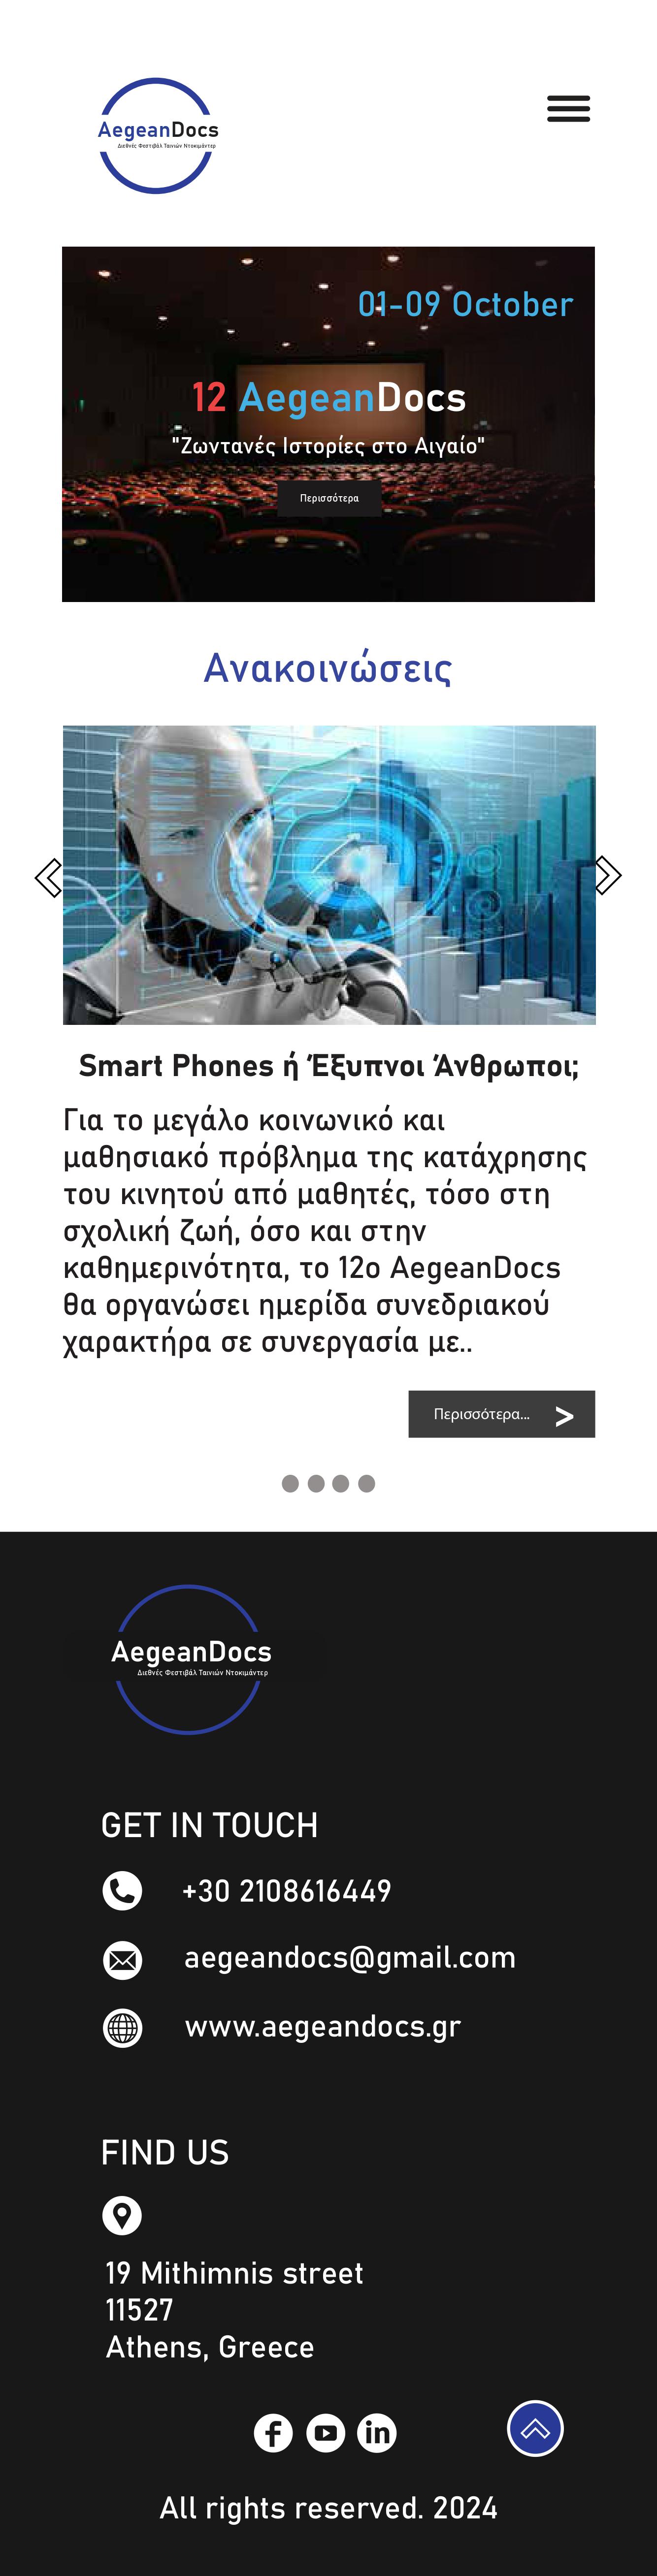 AegeanDocs
Διεθνές Φεστιβάλ Ταινιών Ντοκιμάντερ
01-09 October
12 AegeanDocs
"Ζωντανές Ιστορίες στο Αιγαίο"
Περισσότερα
Ανακοινώσεις
Smart Phones ή Έξυπνοι Άνθρωποι;
Για το μεγάλο κοινωνικό και
μαθησιακό πρόβλημα της κατάχρησης
του κινητού από μαθητές, τόσο στη
σχολική ζωή, όσο και στην
καθημερινότητα, το 12ο AegeanDocs
θα οργανώσει ημερίδα συνεδριακού
χαρακτήρα σε συνεργασία με..
Περισσότερα... >
AegeanDocs
Διεθνές Φεστιβάλ Ταινιών Ντοκιμάντερ
GET IN TOUCH
+30 2108616449
aegeandocs@gmail.com
www.aegeandocs.gr
FIND US
19 Mithimnis street
11527
Athens, Greece
All rights reserved. 2024